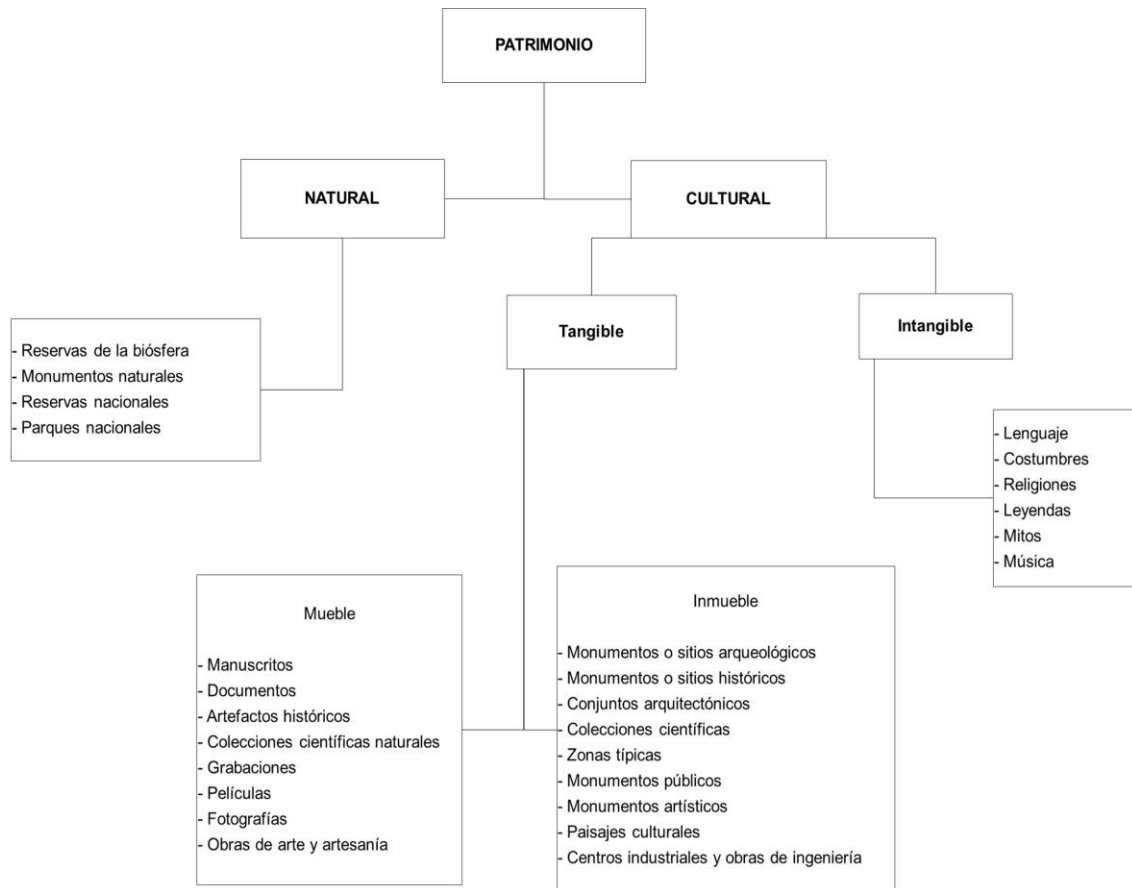 PATRIMONIO
NATURAL
CULTURAL
Tangible
Intangible
- Reservas de la biósfera
- Monumentos naturales
- Reservas nacionales
- Parques nacionales
- Lenguaje
- Costumbres
- Religiones
- Leyendas
- Mitos
- Música
Mueble
- Manuscritos
- Documentos
- Artefactos históricos
- Colecciones científicas naturales
- Grabaciones
- Películas
- Fotografías
- Obras de arte y artesanía
Inmueble
- Monumentos o sitios arqueológicos
- Monumentos o sitios históricos
- Conjuntos arquitectónicos
- Colecciones científicas
- Zonas típicas
- Monumentos públicos
- Monumentos artísticos
- Paisajes culturales
- Centros industriales y obras de ingeniería